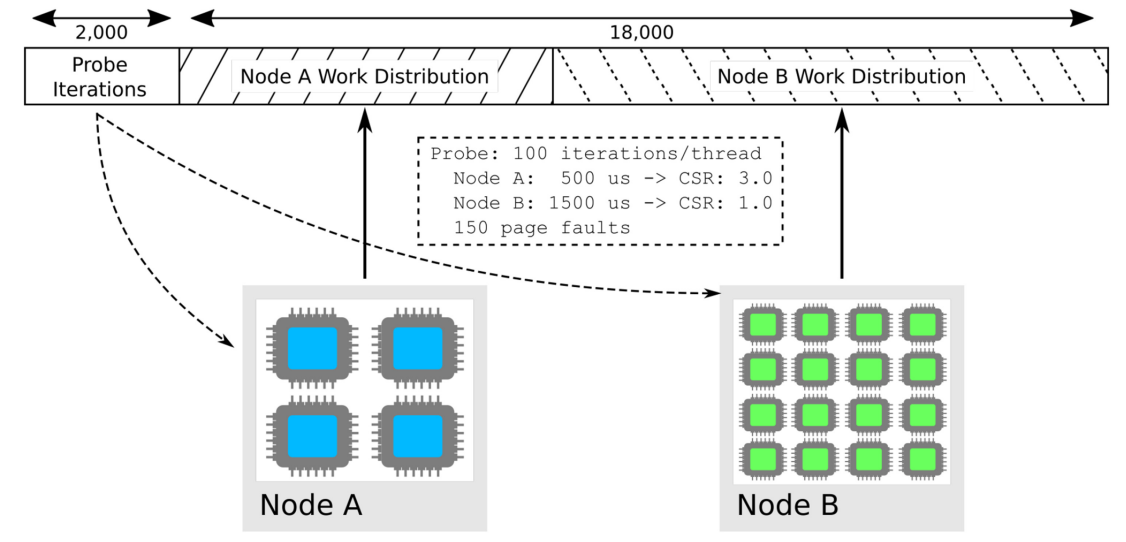 2,000
18,000
Probe
Iterations
Node A Work Distribution
Node B Work Distribution
Probe: 100 iterations/thread
Node A:  500 us -> CSR: 3.0
Node B: 1500 us -> CSR: 1.0
150 page faults
Node A
Node B